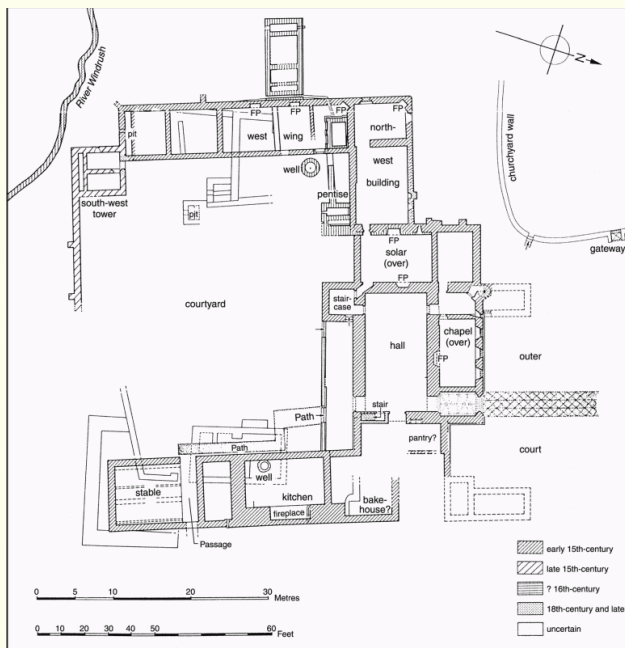 River Windrush
N
churchyard wall
gateway
FP
FP
FP
FP
pit
west
wing
north-
west
building
well
pentise
south-west
tower
pit
FP
solar
(over)
FP
stair-
case
courtyard
hall
chapel
(over)
FP
outer
stair
Path
pantry?
court
Path
well
stable
kitchen
bake-
house?
fireplace
Passage
early 15th-century
late 15th-century
? 16th-century
18th-century and late
uncertain
0 5 10 20 30
Metres
0 10 20 30 40 50 60
Feet